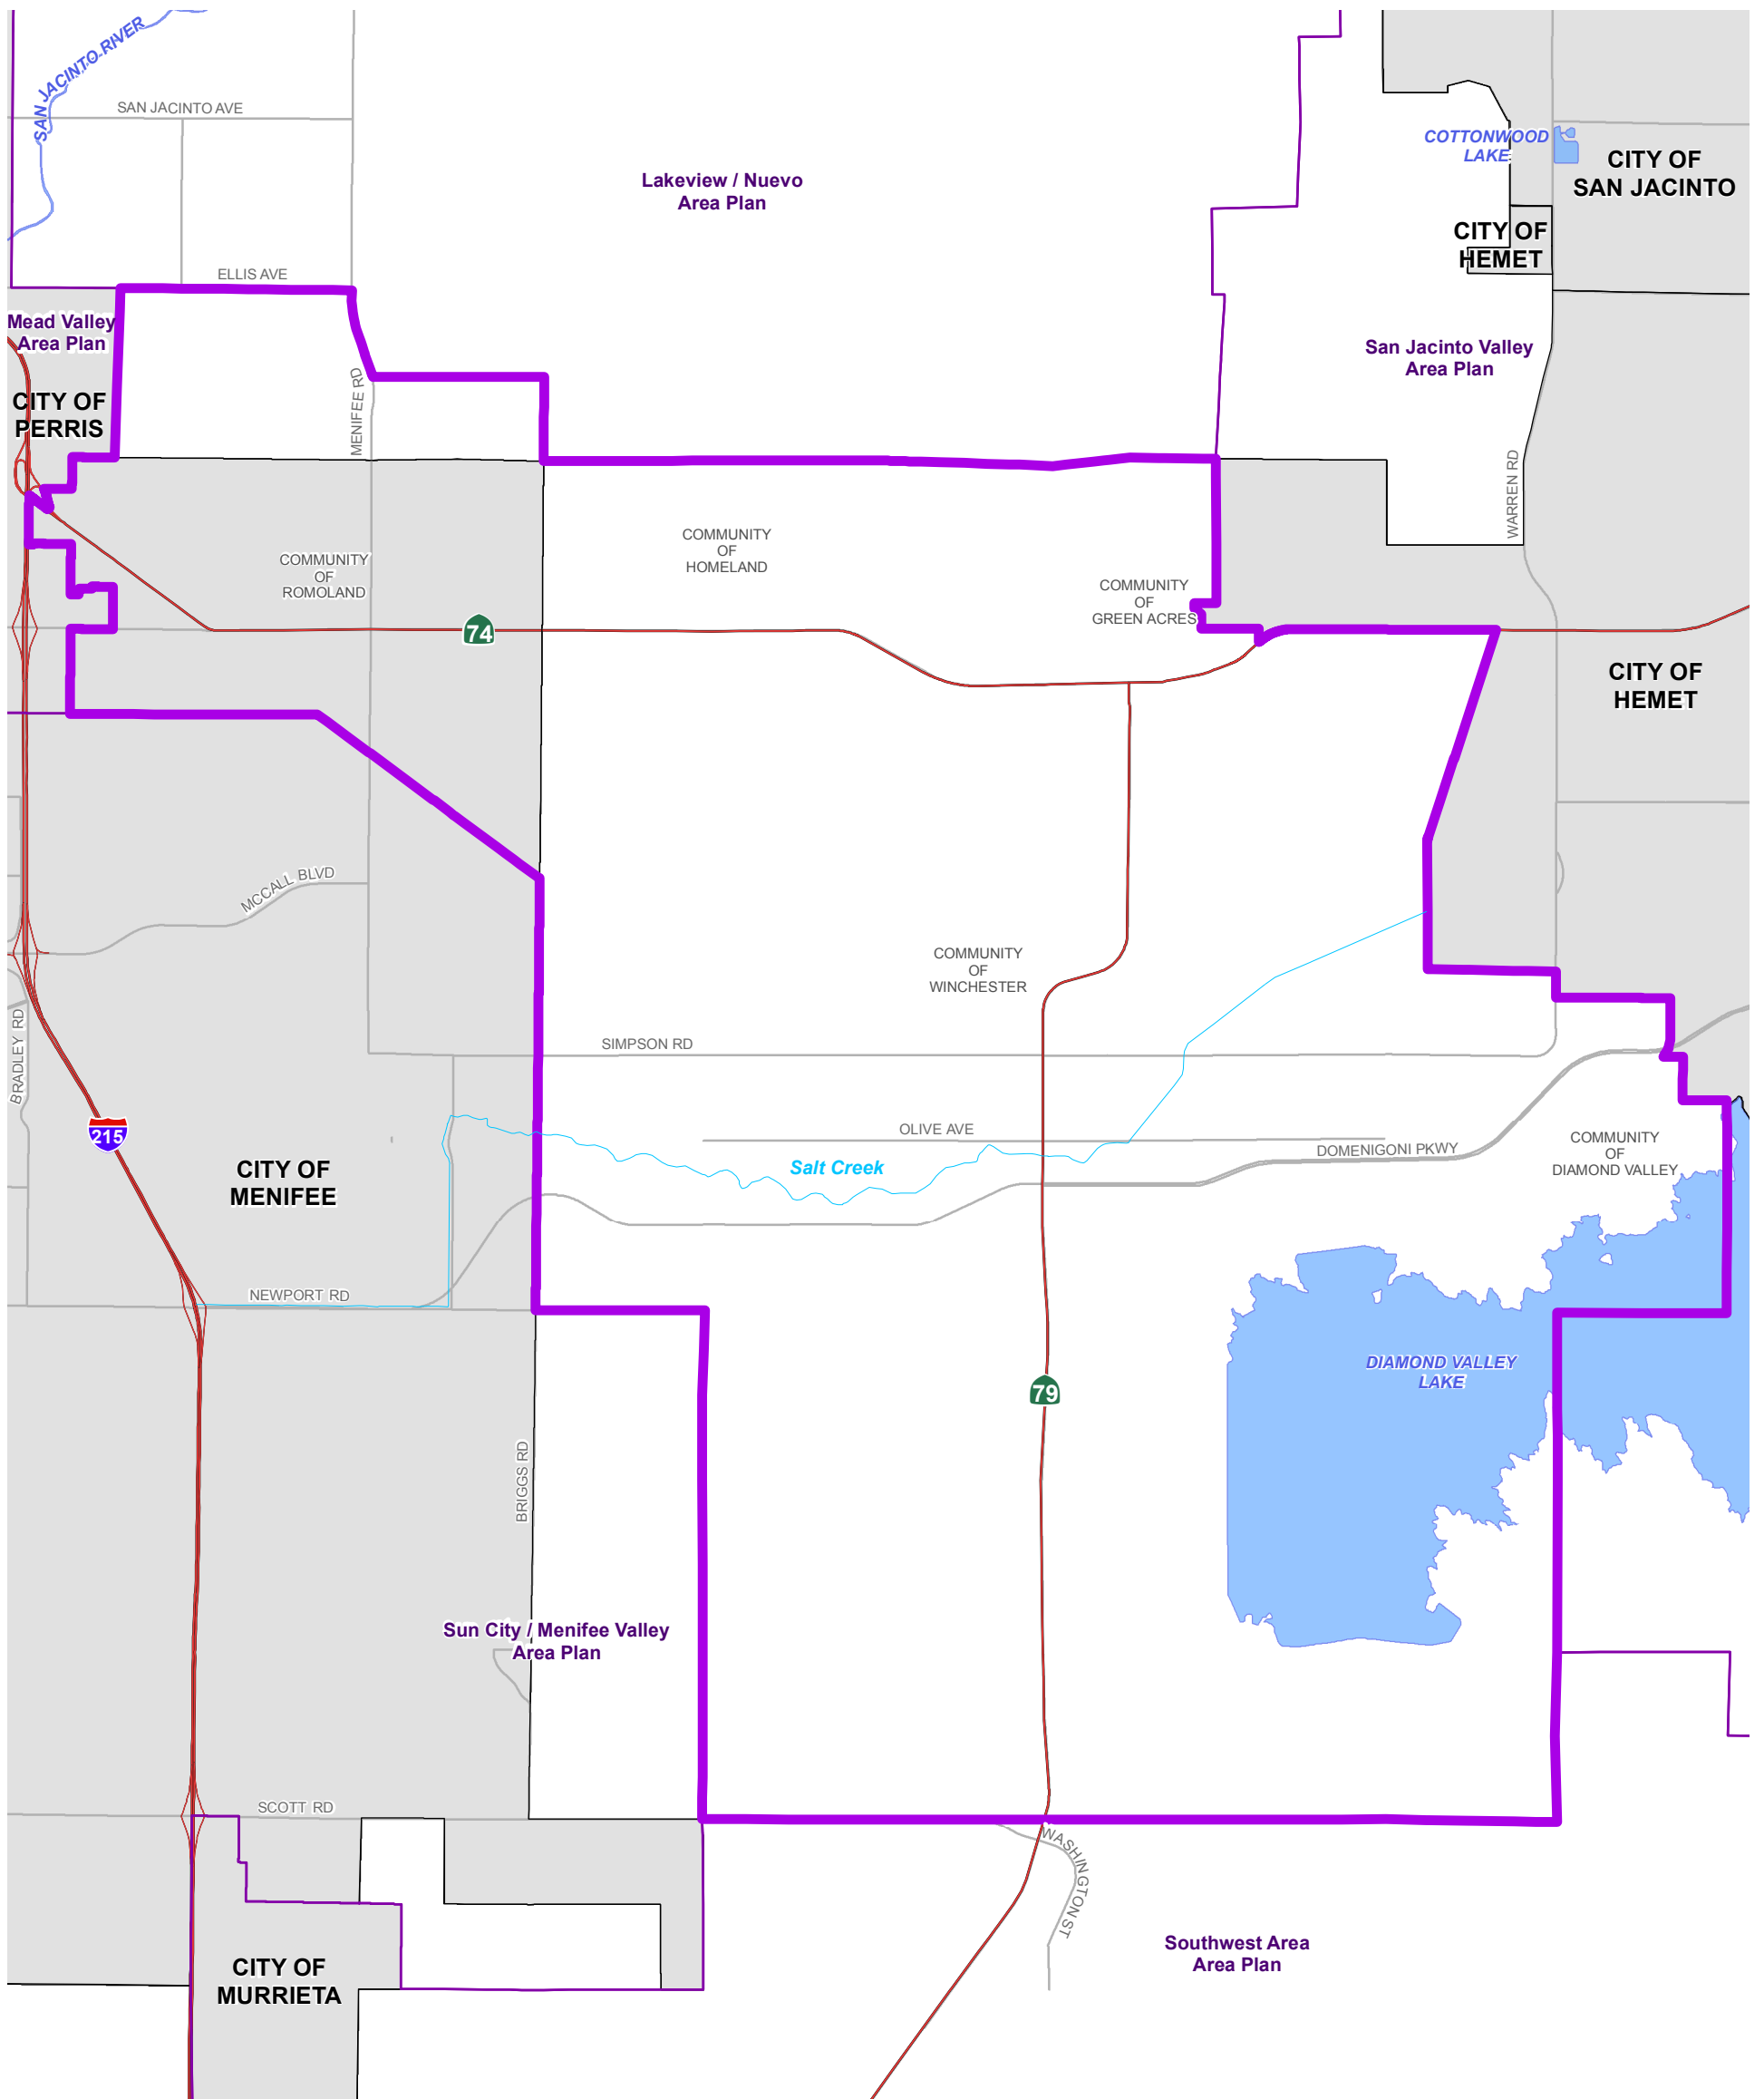 SAN JACINTO RIVER
SAN JACINTO AVE
COTTONWOOD
LAKE
CITY OF
SAN JACINTO
Lakeview / Nuevo
Area Plan
CITY OF
HEMET
ELLIS AVE
Mead Valley
Area Plan
San Jacinto Valley
Area Plan
CITY OF
PERRIS
MENIFEE RD
WARREN RD
COMMUNITY
OF
HOMELAND
COMMUNITY
OF
ROMOLAND
COMMUNITY
OF
GREEN ACRES
74
CITY OF
HEMET
MCCALL BLVD
COMMUNITY
OF
WINCHESTER
BRADLEY RD
SIMPSON RD
215
OLIVE AVE
DOMENIGONI PKWY
COMMUNITY
OF
DIAMOND VALLEY
Salt Creek
CITY OF
MENIFEE
NEWPORT RD
DIAMOND VALLEY
LAKE
79
BRIGGS RD
Sun City / Menifee Valley
Area Plan
SCOTT RD
WASHINGTON ST
Southwest Area
Area Plan
CITY OF
MURRIETA